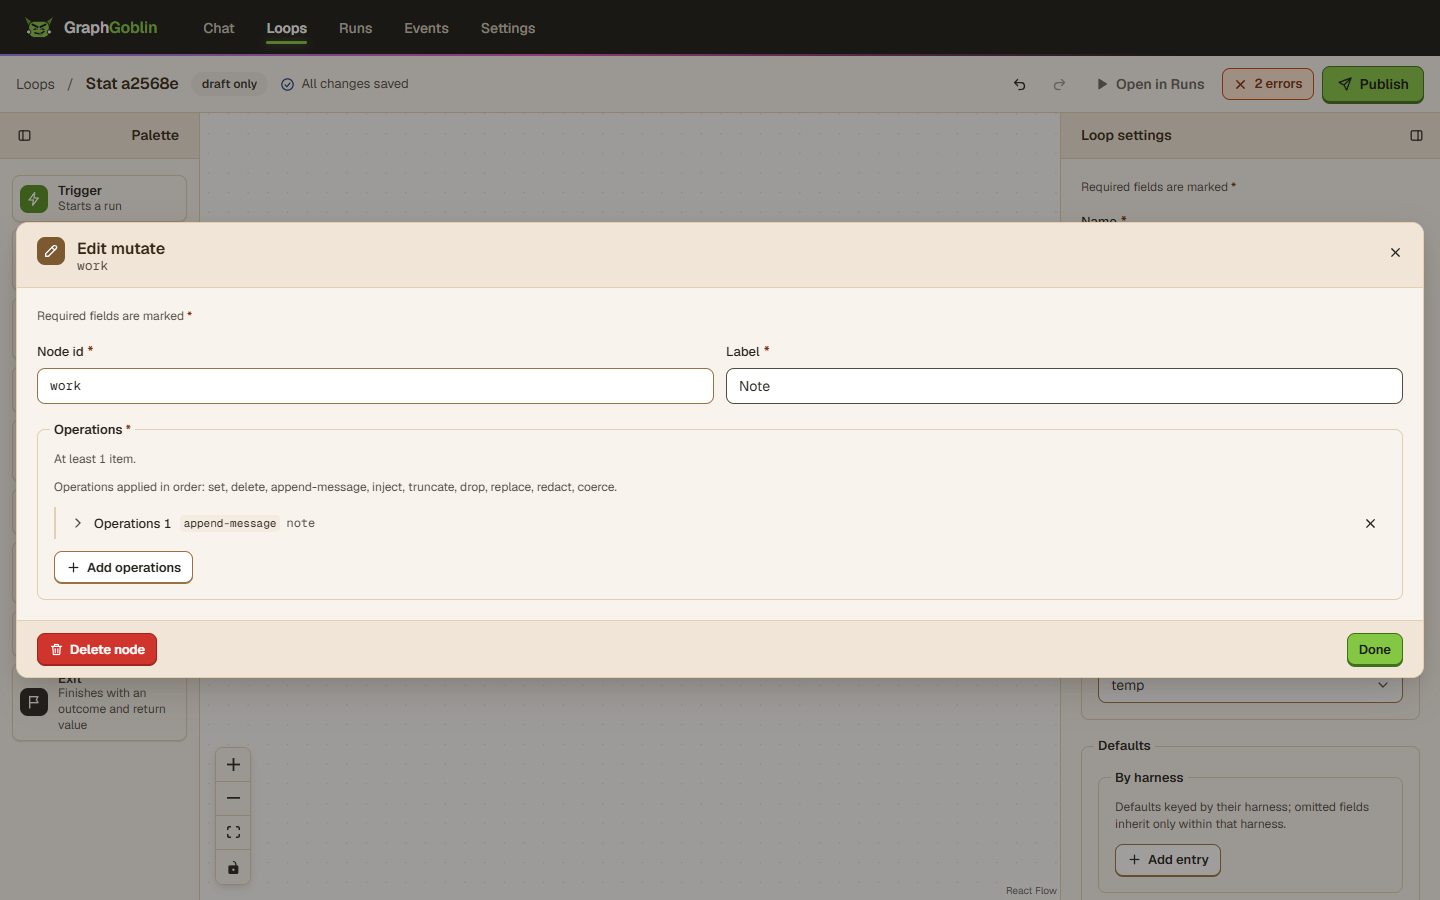 GraphGoblin
Chat
Loops
Runs
Events
Settings
Loops / Stat a2568e
draft only
All changes saved
Open in Runs
2 errors
Publish
Palette
Loop settings
Trigger
Starts a run
Required fields are marked *
Name *
Edit mutate
work
Required fields are marked *
Node id *
Label *
work
Note
Operations *
At least 1 item.
Operations applied in order: set, delete, append-message, inject, truncate, drop, replace, redact, coerce.
Operations 1 append-message note
Add operations
Delete node
Done
Exit
Finishes with an
outcome and return
value
temp
Defaults
By harness
Defaults keyed by their harness; omitted fields
inherit only within that harness.
Add entry
React Flow